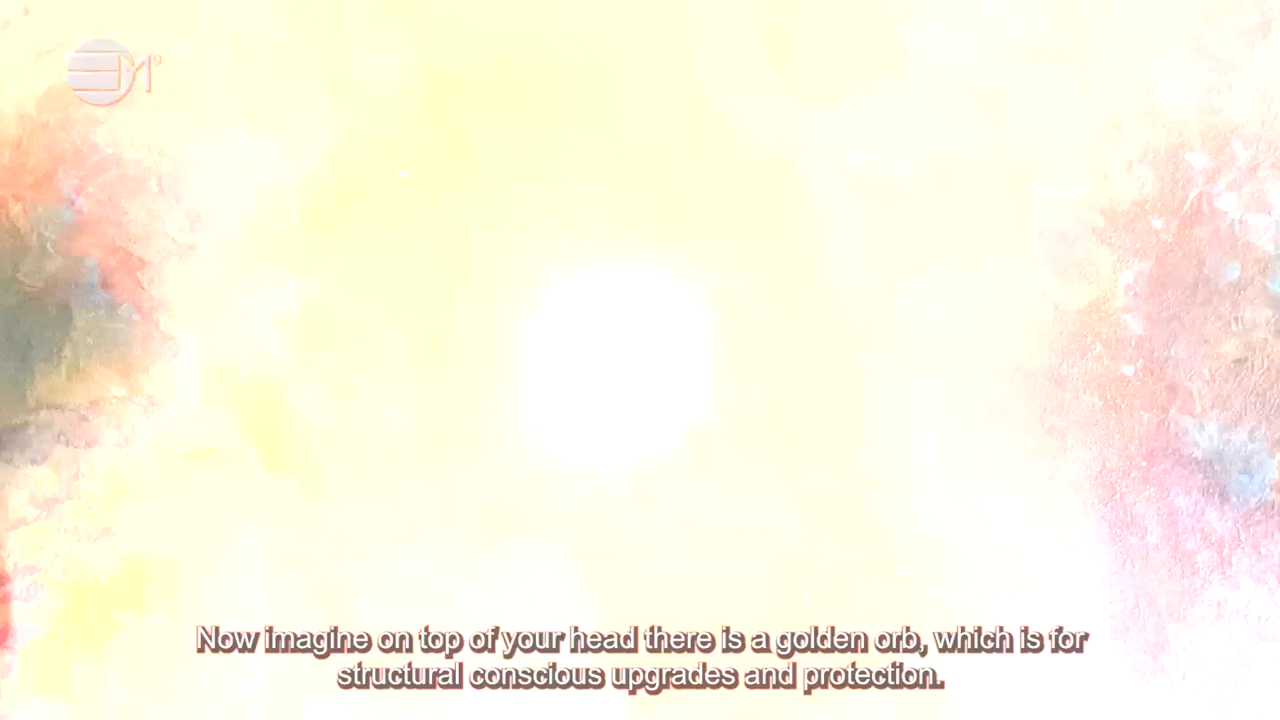 EM⁹
Now imagine on top of your head there is a golden orb, which is for
structural conscious upgrades and protection.